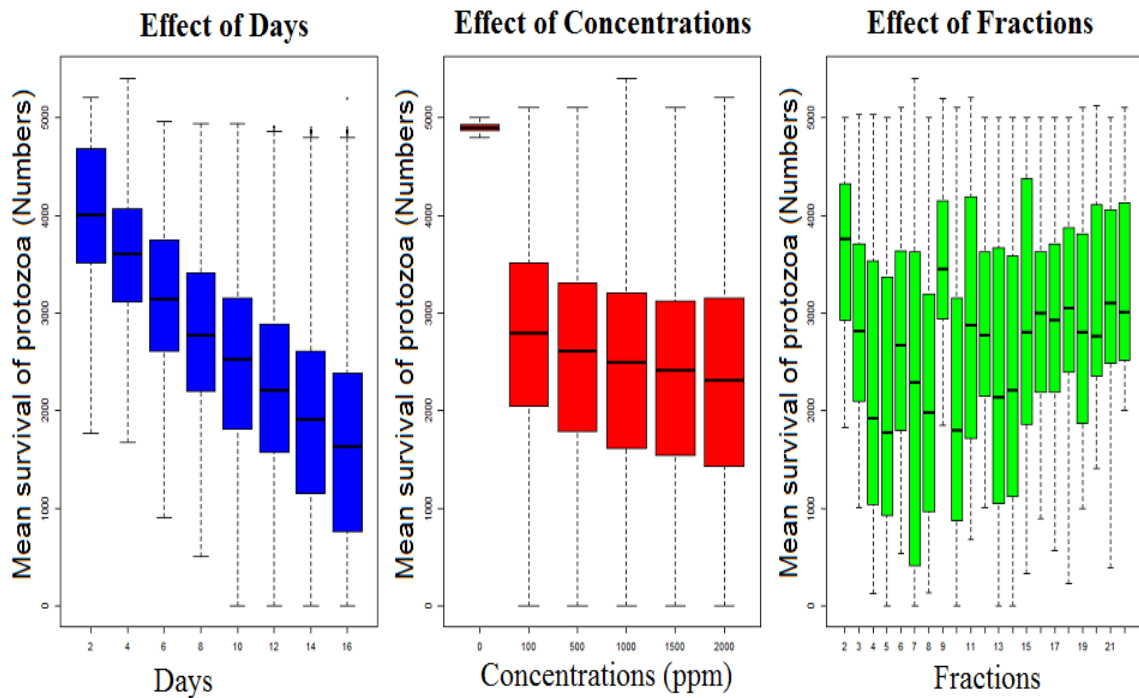 Effect of Days
Effect of Concentrations
Effect of Fractions
Mean survival of protozoa (Numbers)
0
1000
2000
3000
4000
5000
2 4 6 8 10 12 14 16
Days
Mean survival of protozoa (Numbers)
0
1000
2000
3000
4000
5000
0 100 500 1000 1500 2000
Concentrations (ppm)
Mean survival of protozoa (Numbers)
0
1000
2000
3000
4000
5000
2 3 4 5 6 7 8 9 11 13 15 17 19 21
Fractions